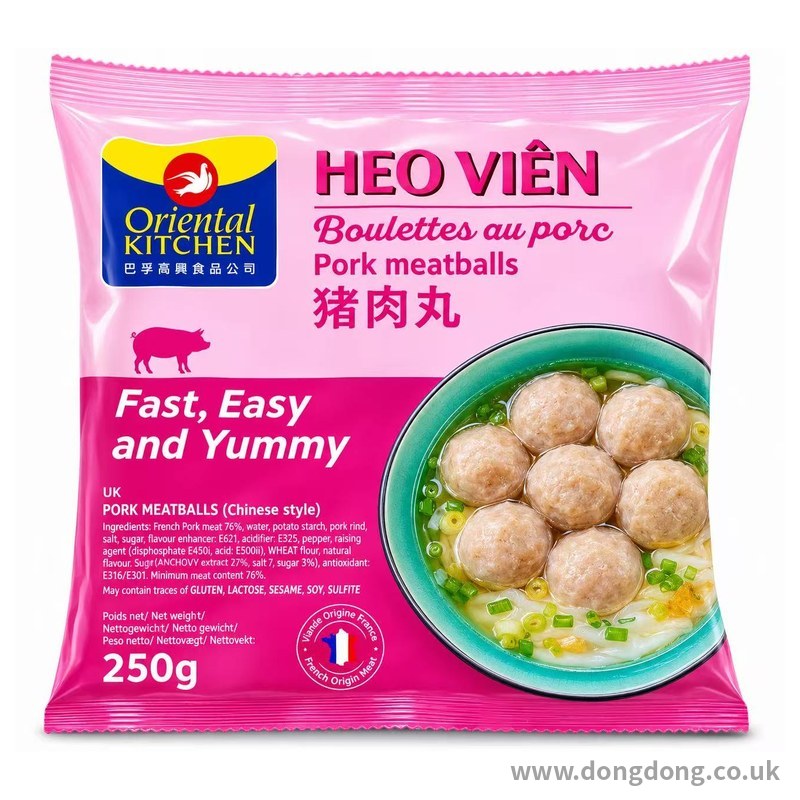 HEO VIÊN
Boulettes au porc
Pork meatballs
猪肉丸
Oriental
KITCHEN
巴孚高興食品公司
Fast, Easy
and Yummy
UK
PORK MEATBALLS (Chinese style)
Ingredients: French Pork meat 76%, water, potato starch, pork rind,
salt, sugar, flavour enhancer: E621, acidifier: E325, pepper, raising
agent (disphosphate E450i, acid: E500ii), WHEAT flour, natural
flavour. Sugr (ANCHOVY extract 27%, salt 7, sugar 3%), antioxidant:
E316/E301. Minimum meat content 76%.
May contain traces of GLUTEN, LACTOSE, SESAME, SOY, SULFITE
Poids net/ Net weight/
Nettogewicht/ Netto gewicht/
Peso netto/ Nettovægt/ Nettovekt:
250g
Viande Origine France
French Origin Meat
www.dongdong.co.uk